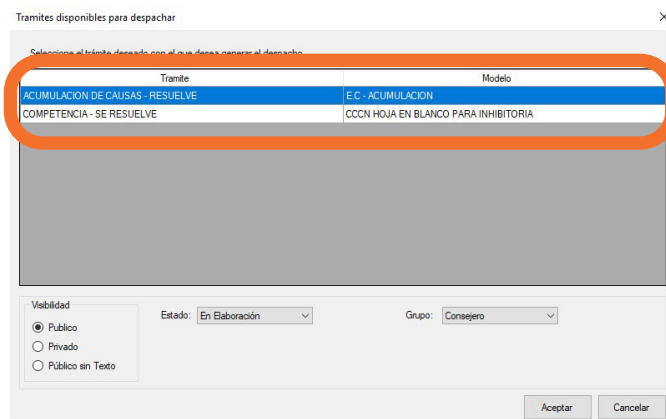 Tramites disponibles para despachar
Seleccione el trámite deseado con el que desea generar el despacho
Tramite Modelo
ACUMULACION DE CAUSAS - RESUELVE E.C - ACUMULACION
COMPETENCIA - SE RESUELVE CCCN HOJA EN BLANCO PARA INHIBITORIA
Visibilidad
Publico
Privado
Público sin Texto
Estado: En Elaboración
Grupo: Consejero
Aceptar Cancelar